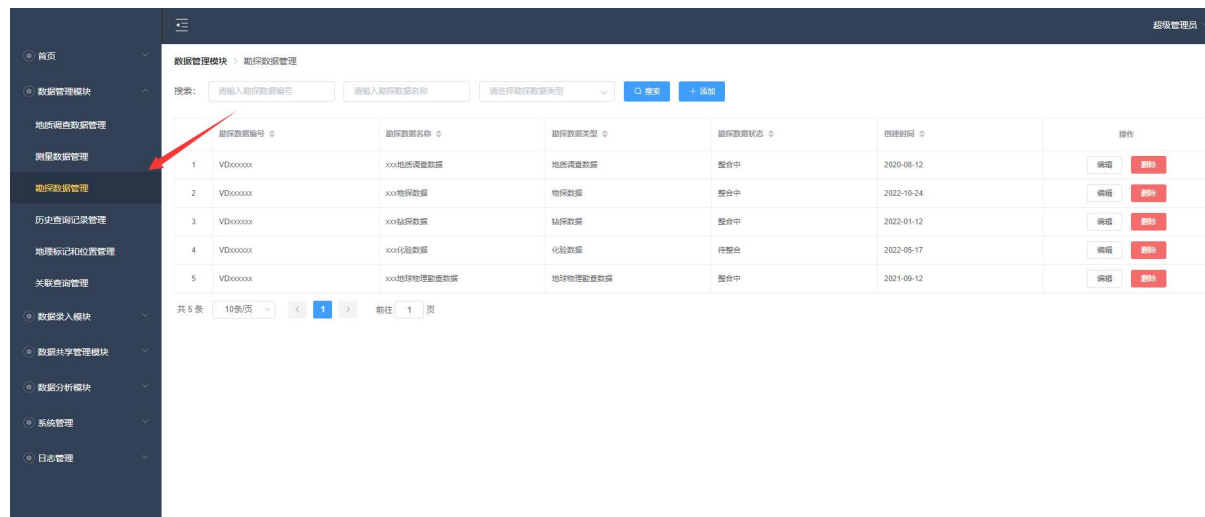 超级管理员
首页
数据管理模块
地质调查数据管理
测量数据管理
勘探数据管理
历史查询记录管理
地理标记和位置管理
关联查询管理
数据录入模块
数据共享管理模块
数据分析模块
系统管理
日志管理
数据管理模块 > 勘探数据管理
搜索: 请输入勘探数据编号 请输入勘探数据名称 请选择勘探数据类型 搜索 + 添加
勘探数据编号 勘探数据名称 勘探数据类型 勘探数据状态 创建时间 操作
1 VDxxxxxx xxx地质调查数据 地质调查数据 整合中 2020-08-12 编辑 删除
2 VDxxxxxx xxx物探数据 物探数据 整合中 2022-10-24 编辑 删除
3 VDxxxxxx xxx钻探数据 钻探数据 整合中 2022-01-12 编辑 删除
4 VDxxxxxx xxx化验数据 化验数据 待整合 2022-05-17 编辑 删除
5 VDxxxxxx xxx地球物理勘查数据 地球物理勘查数据 整合中 2021-09-12 编辑 删除
共 5 条 10条/页 < 1 > 前往 1 页